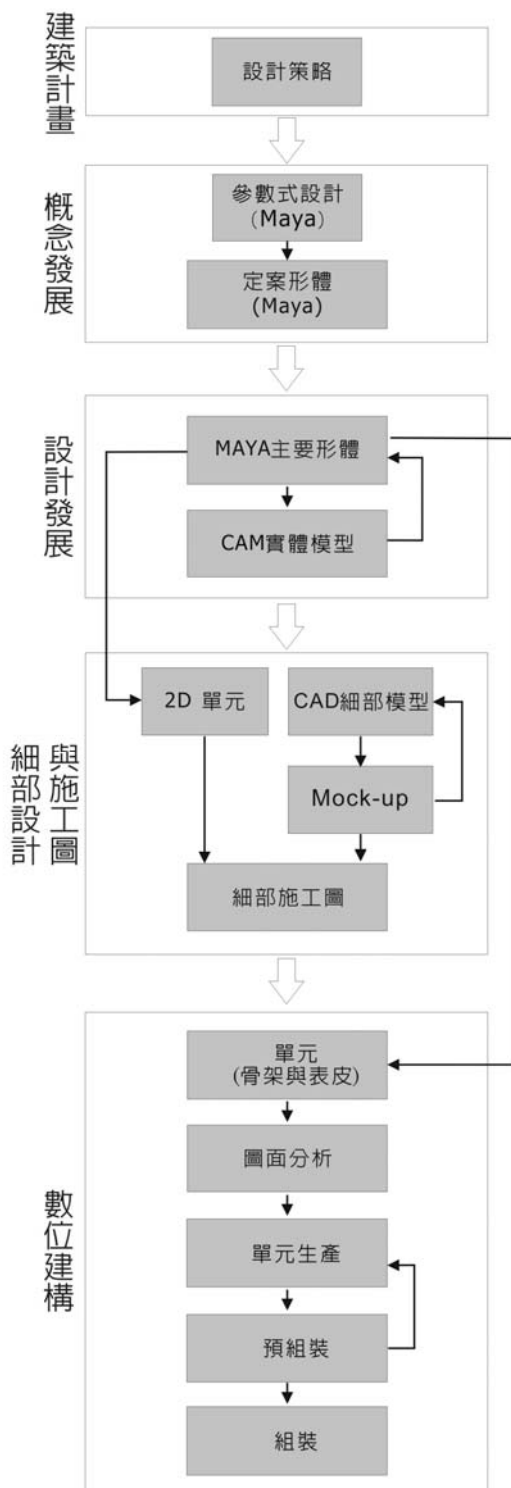 建築計畫
設計策略
概念發展
參數式設計
(Maya)
定案形體
(Maya)
設計發展
MAYA主要形體
CAM實體模型
與施工圖
細部設計
2D 單元
CAD細部模型
Mock-up
細部施工圖
數位建構
單元
(骨架與表皮)
圖面分析
單元生產
預組裝
組裝